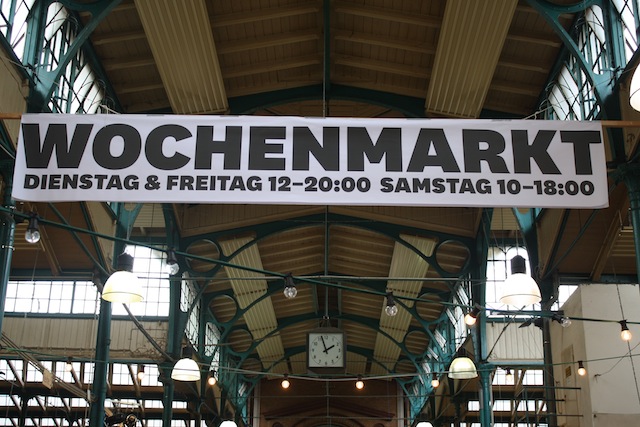 WOCHENMARKT
DIENSTAG & FREITAG 12–20:00 SAMSTAG 10–18:00